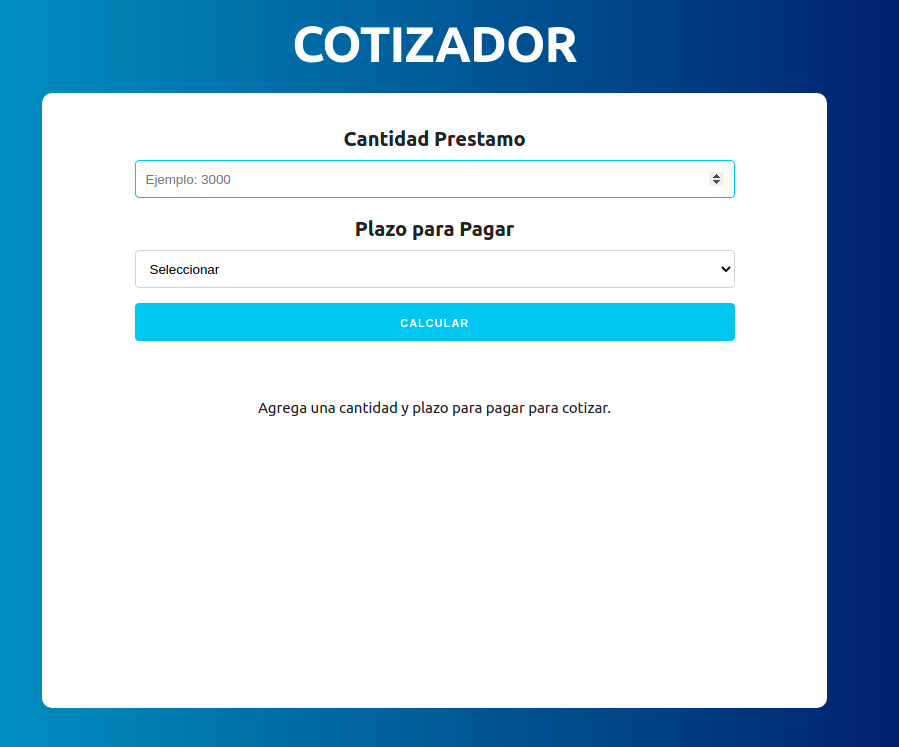 COTIZADOR
Cantidad Prestamo
Ejemplo: 3000
Plazo para Pagar
Seleccionar
CALCULAR
Agrega una cantidad y plazo para pagar para cotizar.